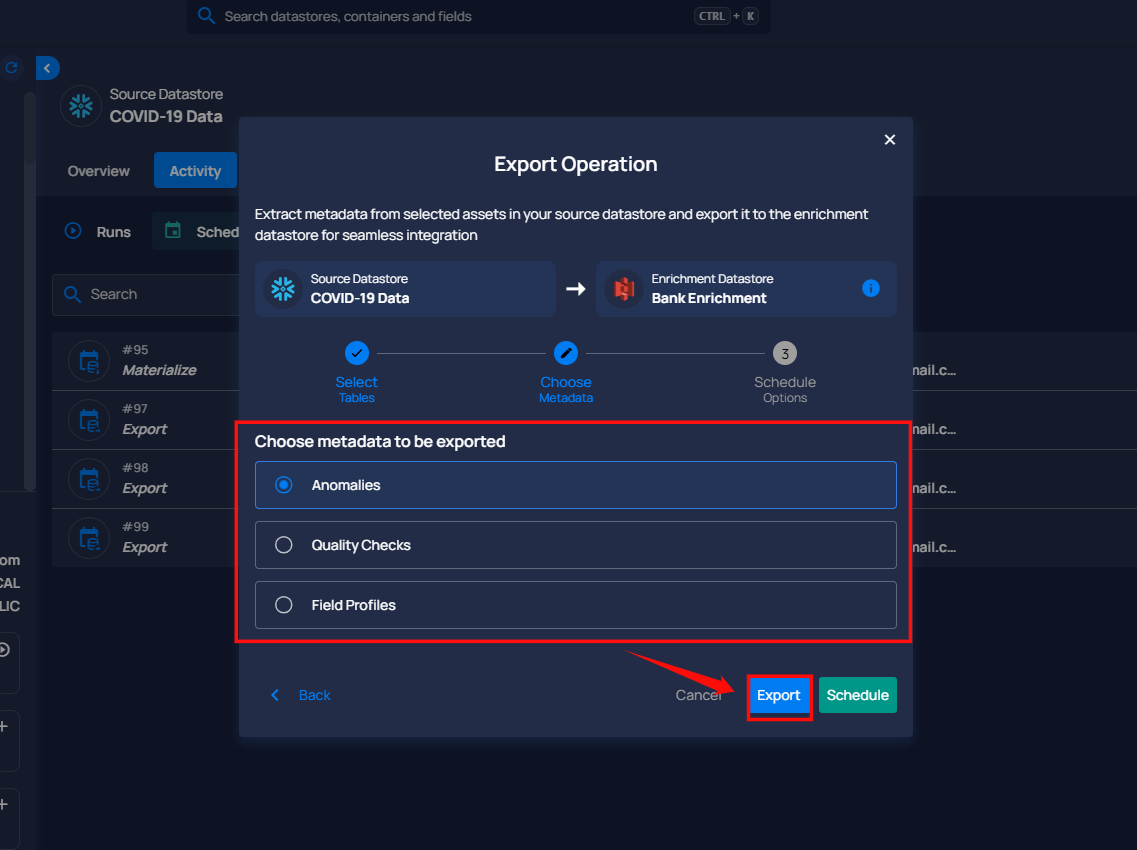 Search datastores, containers and fields
CTRL + K
Source Datastore
COVID-19 Data
Overview
Activity
Runs
Sched
Search
#95
Materialize
#97
Export
#98
Export
#99
Export
nail.c...
nail.c...
nail.c...
nail.c...
om
CAL
LIC
Export Operation
Extract metadata from selected assets in your source datastore and export it to the enrichment
datastore for seamless integration
Source Datastore
COVID-19 Data
Enrichment Datastore
Bank Enrichment
Select
Tables
Choose
Metadata
3
Schedule
Options
Choose metadata to be exported
Anomalies
Quality Checks
Field Profiles
Back
Cancel
Export
Schedule